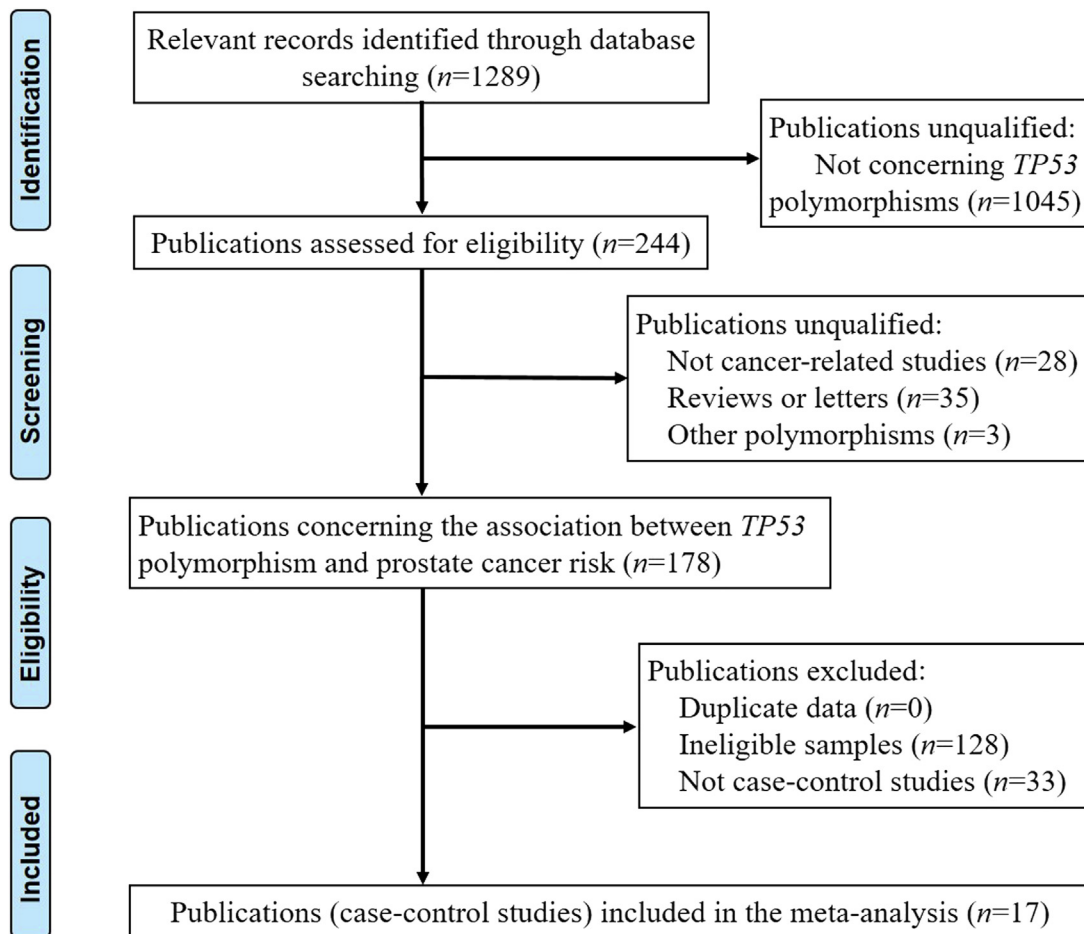 Identification
Relevant records identified through database
searching (n=1289)
Publications unqualified:
Not concerning TP53
polymorphisms (n=1045)
Publications assessed for eligibility (n=244)
Screening
Publications unqualified:
Not cancer-related studies (n=28)
Reviews or letters (n=35)
Other polymorphisms (n=3)
Eligibility
Publications concerning the association between TP53
polymorphism and prostate cancer risk (n=178)
Publications excluded:
Duplicate data (n=0)
Ineligible samples (n=128)
Not case-control studies (n=33)
Included
Publications (case-control studies) included in the meta-analysis (n=17)